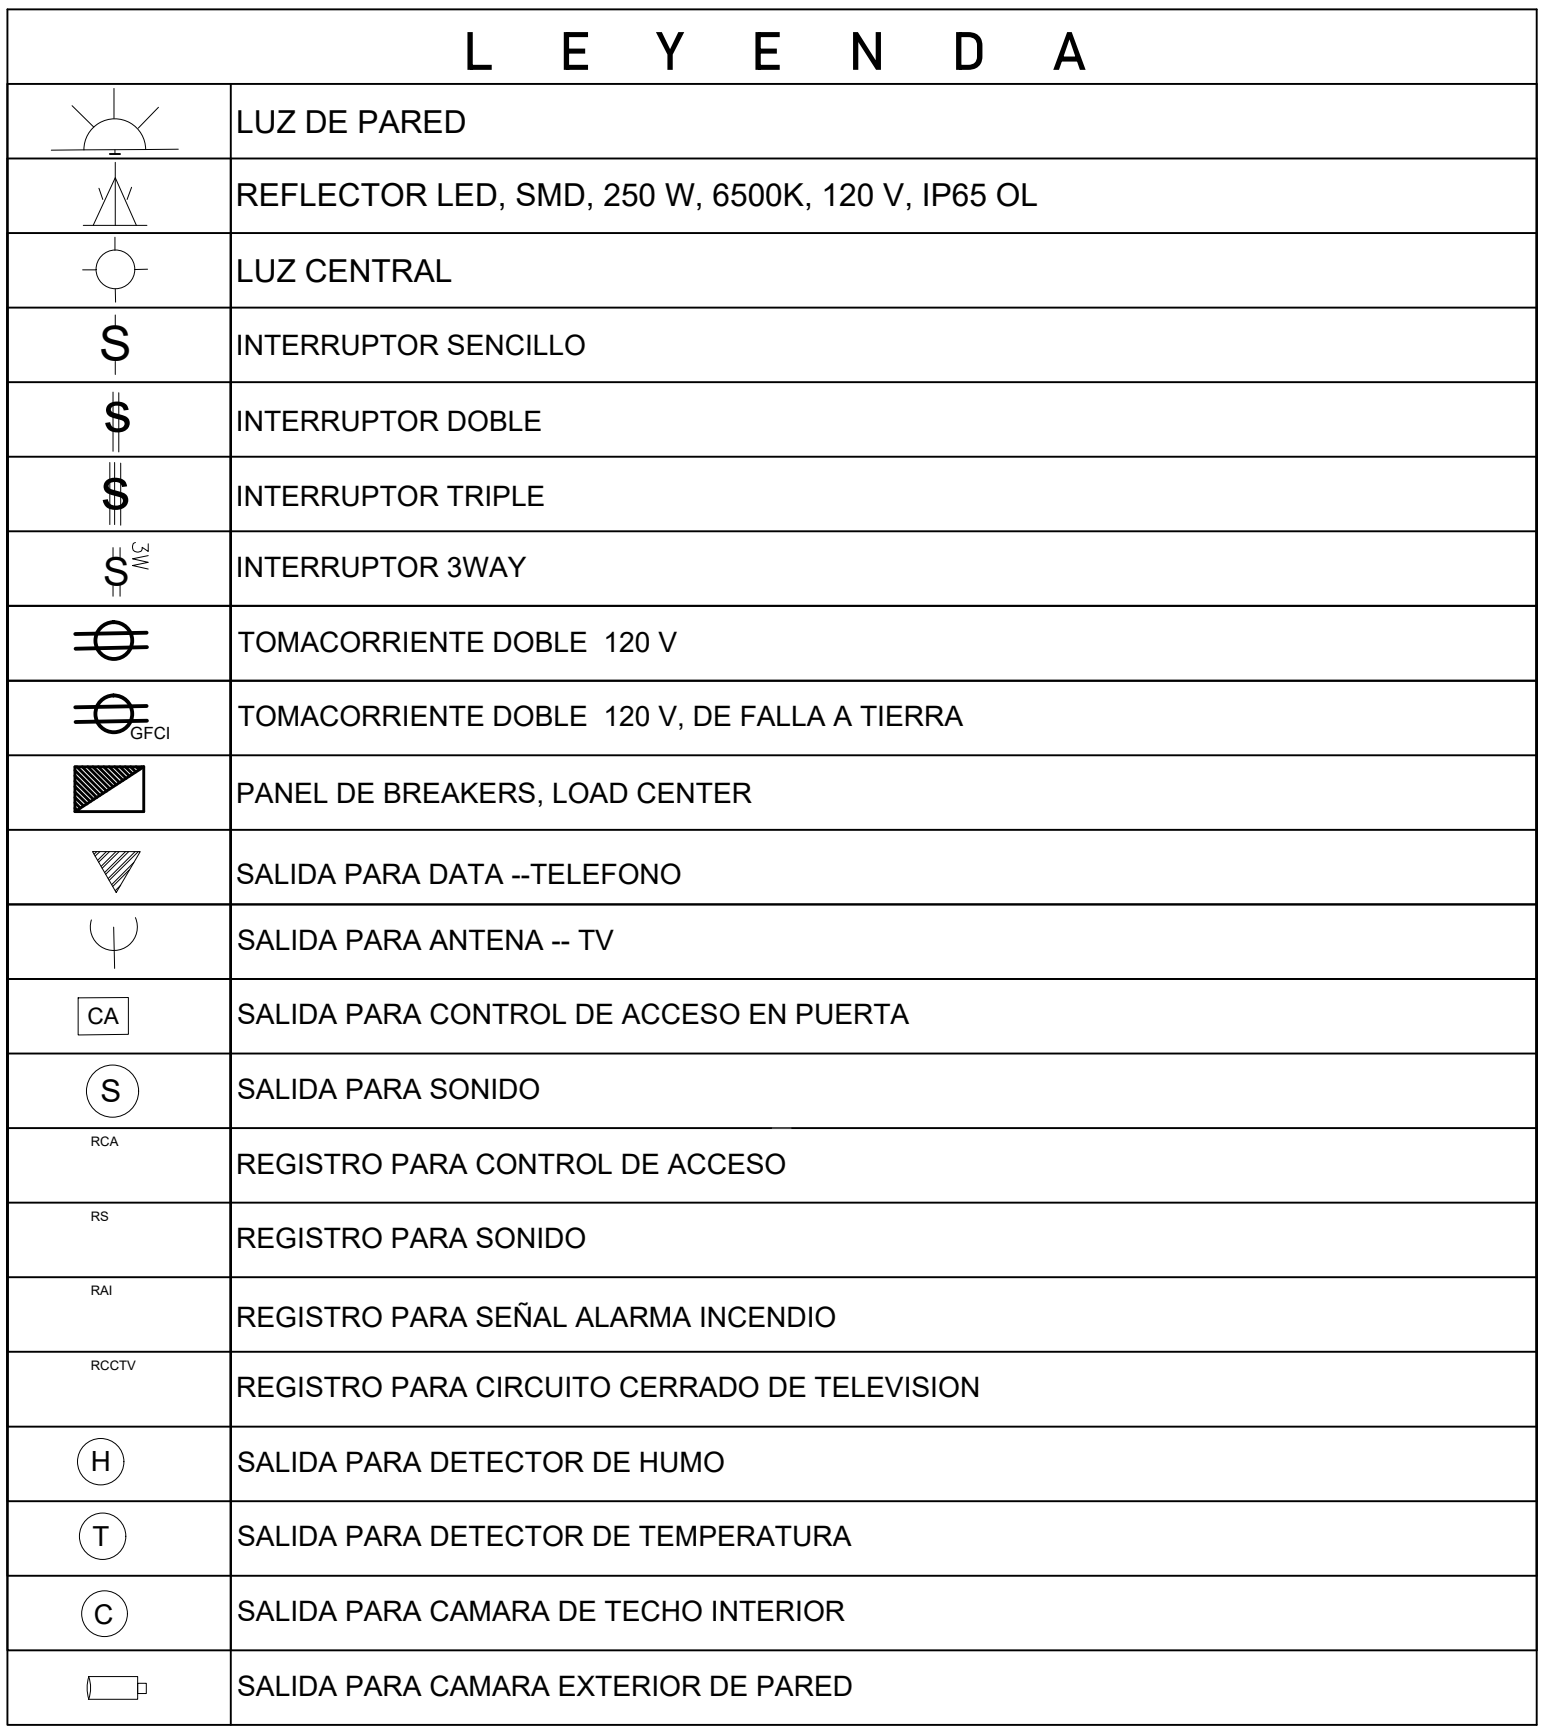 L E Y E N D A
LUZ DE PARED
REFLECTOR LED, SMD, 250 W, 6500K, 120 V, IP65 OL
LUZ CENTRAL
S INTERRUPTOR SENCILLO
S INTERRUPTOR DOBLE
S INTERRUPTOR TRIPLE
S 3W INTERRUPTOR 3WAY
TOMACORRIENTE DOBLE 120 V
GFCI TOMACORRIENTE DOBLE 120 V, DE FALLA A TIERRA
PANEL DE BREAKERS, LOAD CENTER
SALIDA PARA DATA --TELEFONO
SALIDA PARA ANTENA -- TV
CA SALIDA PARA CONTROL DE ACCESO EN PUERTA
S SALIDA PARA SONIDO
RCA REGISTRO PARA CONTROL DE ACCESO
RS REGISTRO PARA SONIDO
RAI REGISTRO PARA SEÑAL ALARMA INCENDIO
RCCTV REGISTRO PARA CIRCUITO CERRADO DE TELEVISION
H SALIDA PARA DETECTOR DE HUMO
T SALIDA PARA DETECTOR DE TEMPERATURA
C SALIDA PARA CAMARA DE TECHO INTERIOR
SALIDA PARA CAMARA EXTERIOR DE PARED